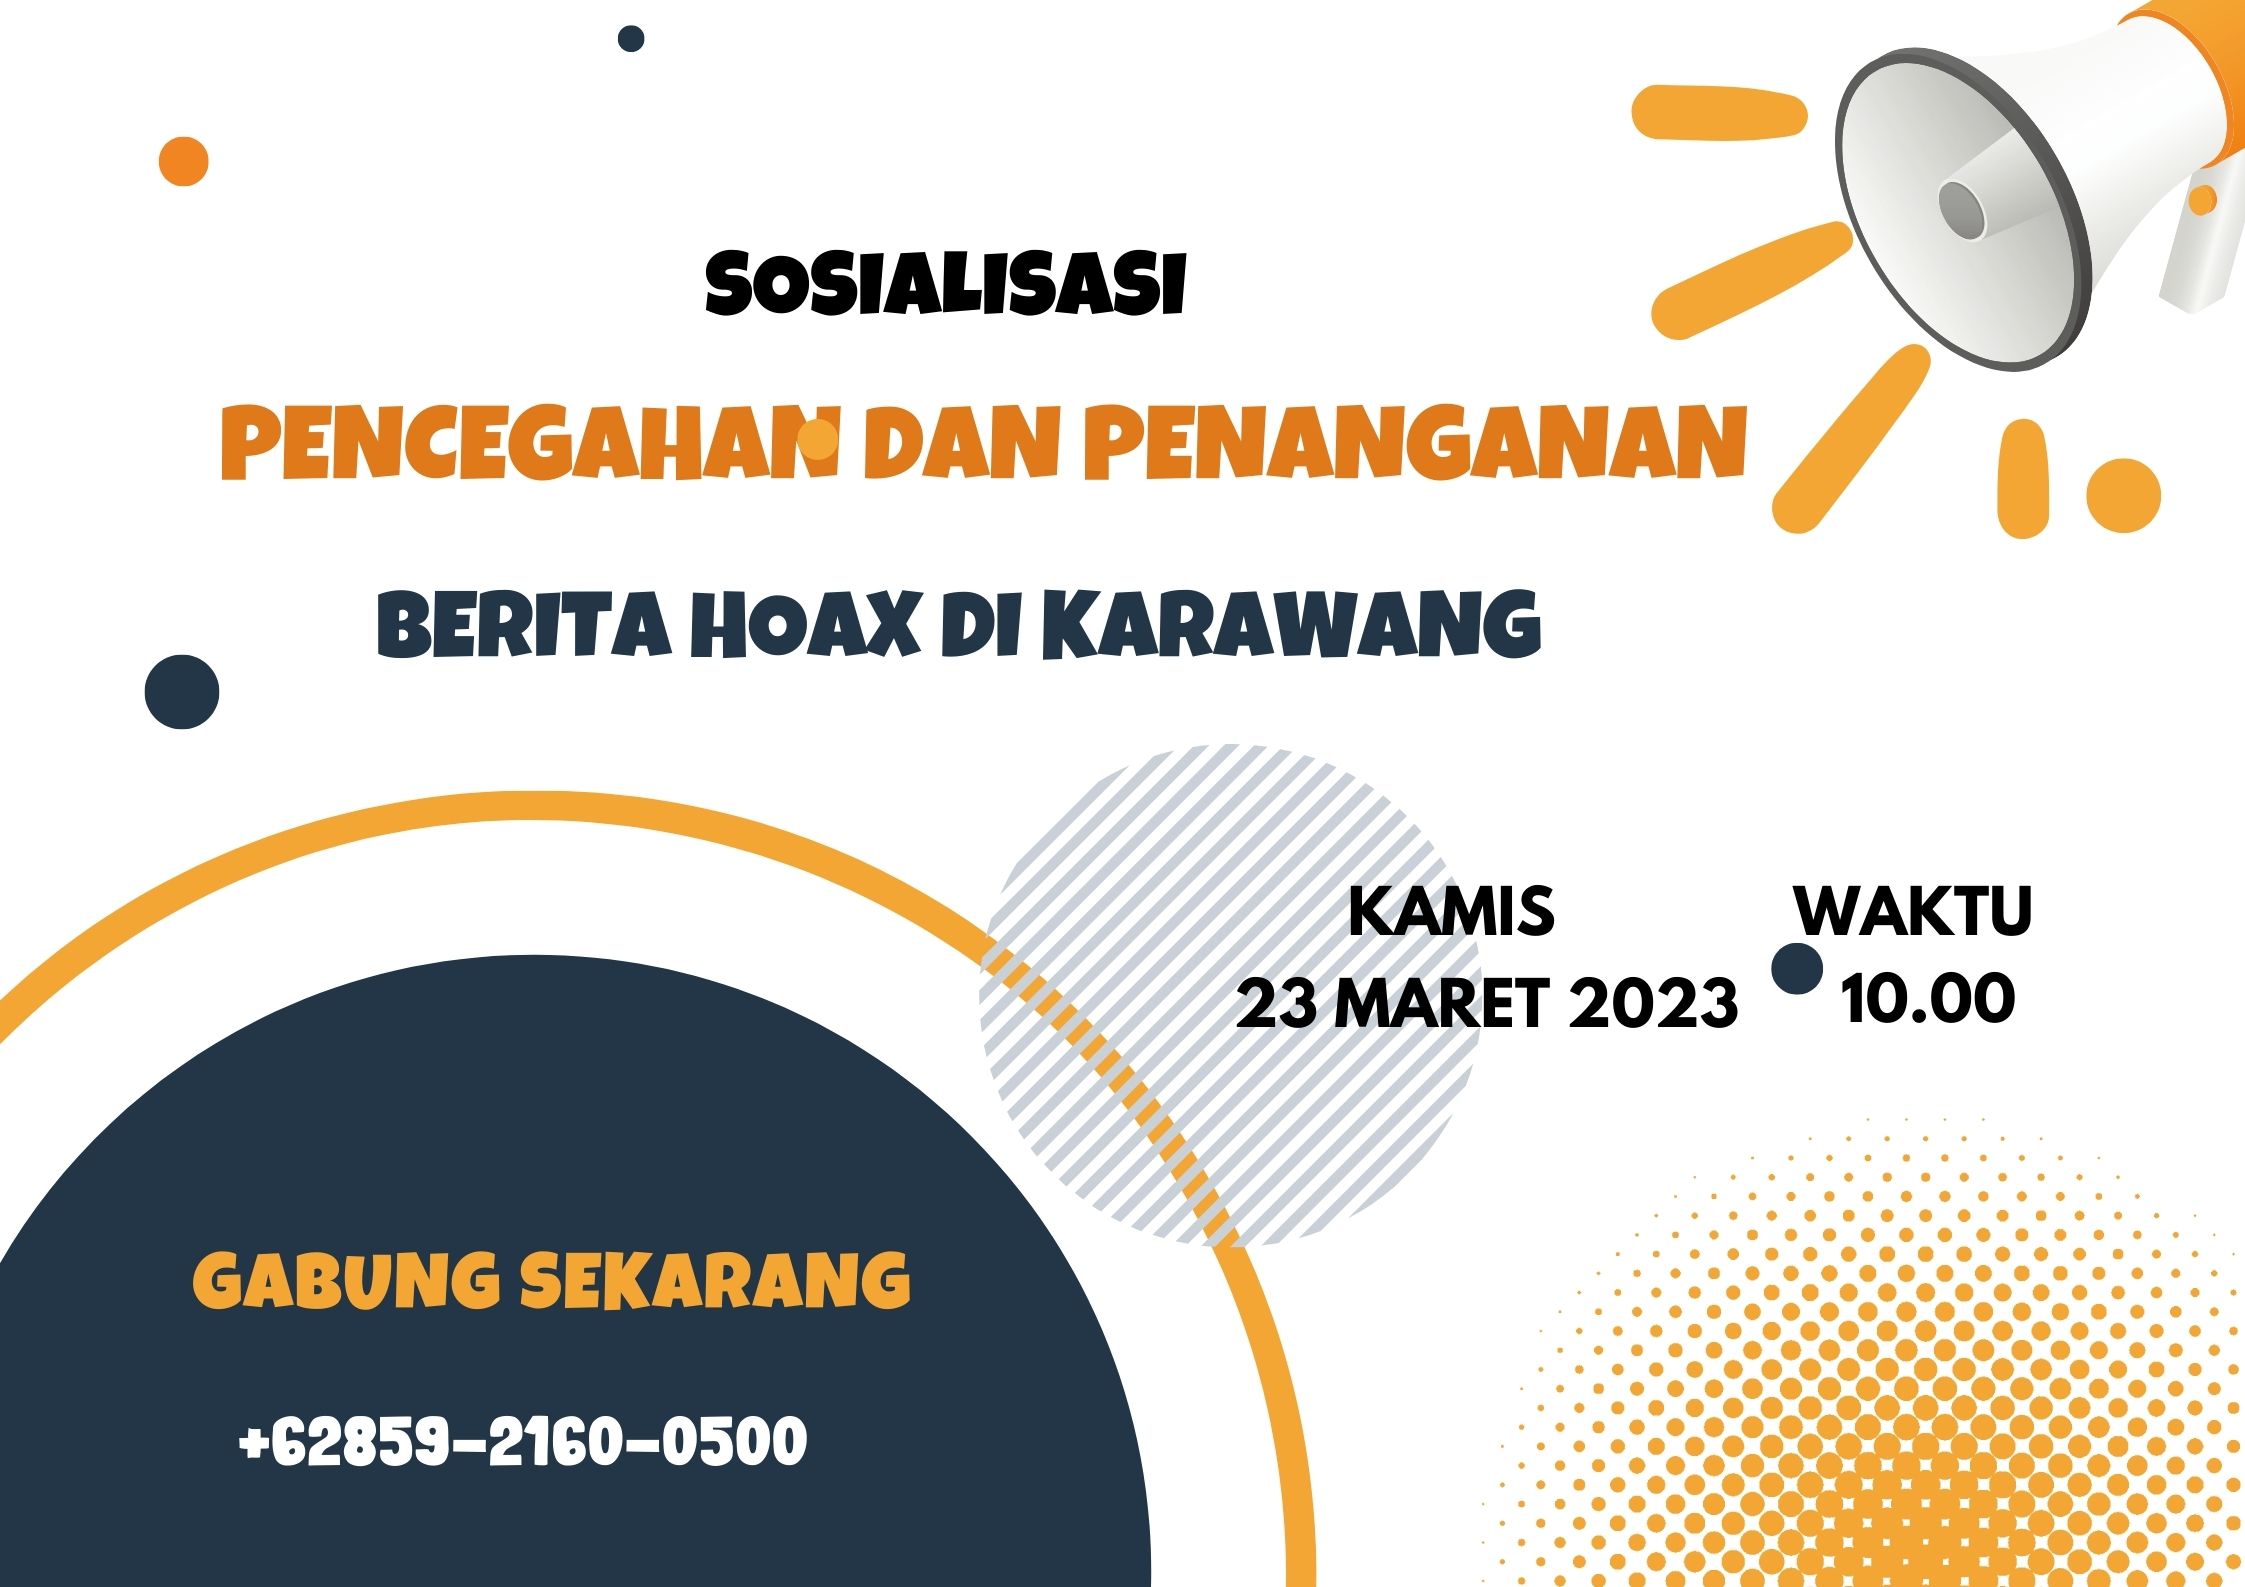 SOSIALISASI
PENCEGAHAN DAN PENANGANAN
BERITA HOAX DI KARAWANG
KAMIS
23 MARET 2023
WAKTU
10.00
GABUNG SEKARANG
+62859-2160-0500